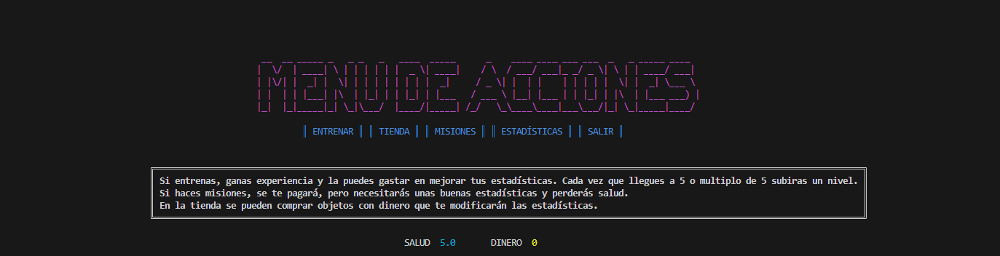 MENU DE ACCIONES
║ ENTRENAR ║ ║ TIENDA ║ ║ MISIONES ║ ║ ESTADÍSTICAS ║ ║ SALIR ║
Si entrenas, ganas experiencia y la puedes gastar en mejorar tus estadísticas. Cada vez que llegues a 5 o multiplo de 5 subiras un nivel.
Si haces misiones, se te pagará, pero necesitarás unas buenas estadísticas y perderás salud.
En la tienda se pueden comprar objetos con dinero que te modificarán las estadísticas.
SALUD 5.0 DINERO 0